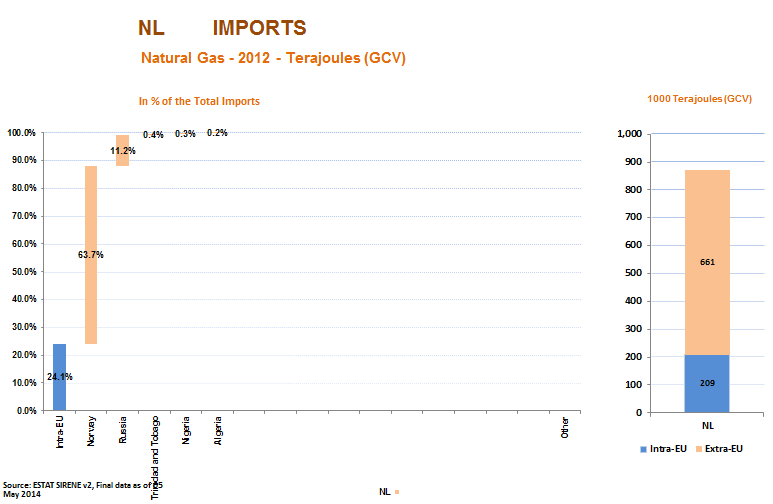 NL IMPORTS
Natural Gas - 2012 - Terajoules (GCV)
In % of the Total Imports
1000 Terajoules (GCV)
100.0%
90.0%
80.0%
70.0%
60.0%
50.0%
40.0%
30.0%
20.0%
10.0%
0.0%
24.1%
63.7%
11.2%
0.4%
0.3%
0.2%
Intra-EU
Norway
Russia
Trinidad and Tobago
Nigeria
Algeria
Other
NL
1,000
900
800
700
600
500
400
300
200
100
0
661
209
NL
Intra-EU
Extra-EU
Source: ESTAT SIRENE v2, Final data as of 05
May 2014